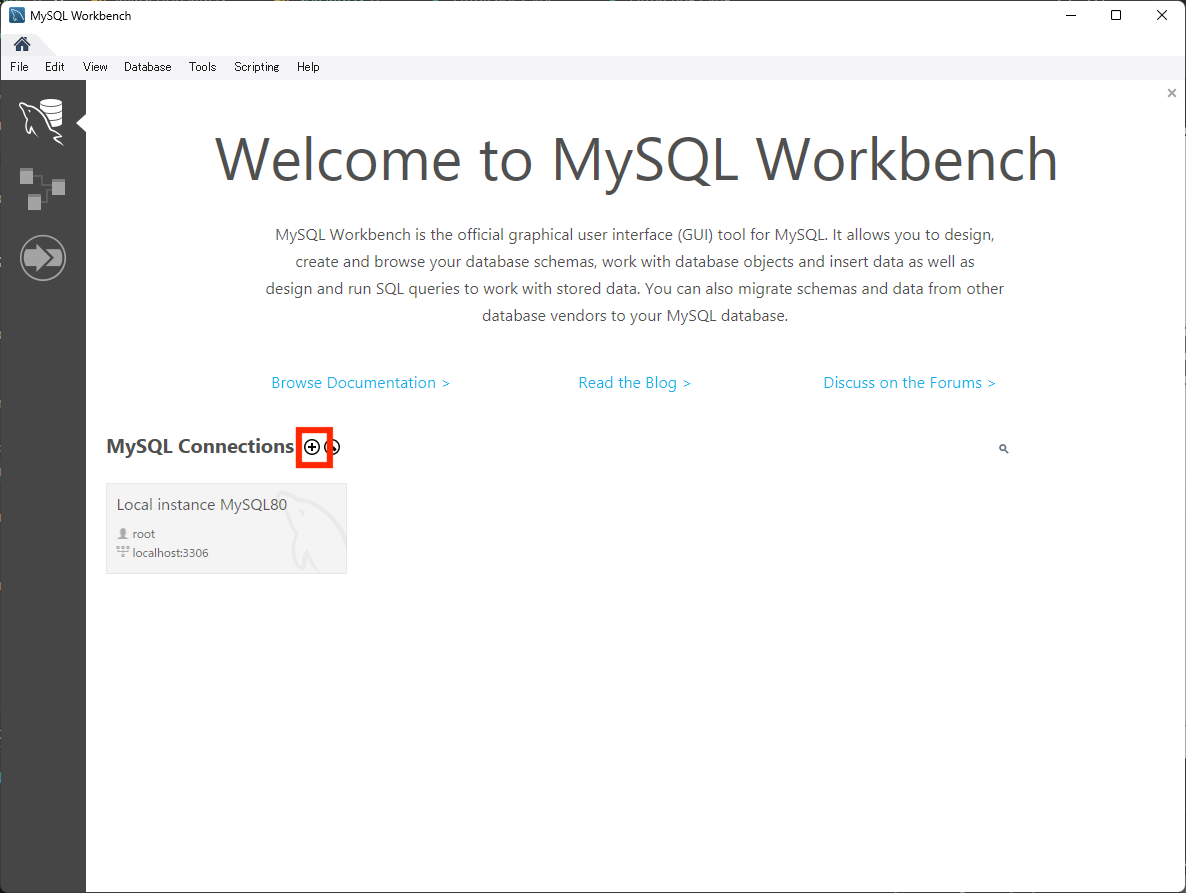 MySQL Workbench
File Edit View Database Tools Scripting Help
Welcome to MySQL Workbench
MySQL Workbench is the official graphical user interface (GUI) tool for MySQL. It allows you to design,
create and browse your database schemas, work with database objects and insert data as well as
design and run SQL queries to work with stored data. You can also migrate schemas and data from other
database vendors to your MySQL database.
Browse Documentation > Read the Blog > Discuss on the Forums >
MySQL Connections
Local instance MySQL80
root
localhost:3306